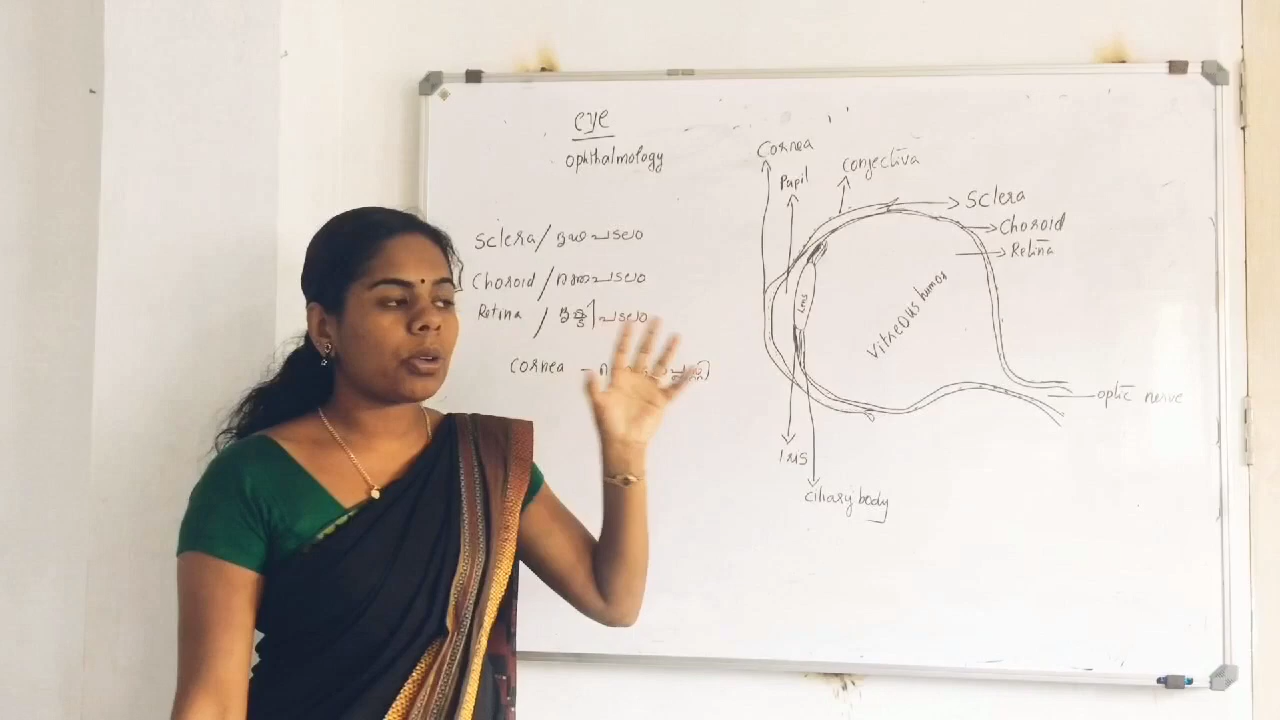 eye
ophthalmology
Sclera / ദൃഢപടലം
Choroid / രക്തപടലം
Retina / ദൃഷ്ടിപടലം
Cornea -
Cornea
Pupil
Conjectiva
Sclera
Choroid
Retina
lens
Vitreous humor
optic nerve
Iris
Ciliary body